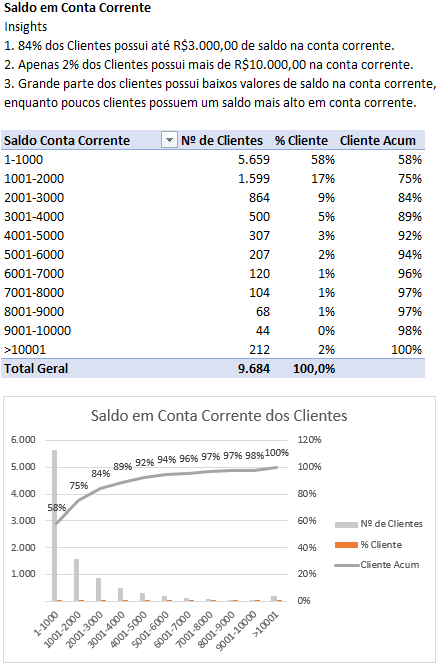 Saldo em Conta Corrente
Insights
1. 84% dos Clientes possui até R$3.000,00 de saldo na conta corrente.
2. Apenas 2% dos Clientes possui mais de R$10.000,00 na conta corrente.
3. Grande parte dos clientes possui baixos valores de saldo na conta corrente,
enquanto poucos clientes possuem um saldo mais alto em conta corrente.
Saldo Conta Corrente Nº de Clientes % Cliente Cliente Acum
1-1000 5.659 58% 58%
1001-2000 1.599 17% 75%
2001-3000 864 9% 84%
3001-4000 500 5% 89%
4001-5000 307 3% 92%
5001-6000 207 2% 94%
6001-7000 120 1% 96%
7001-8000 104 1% 97%
8001-9000 68 1% 97%
9001-10000 44 0% 98%
>10001 212 2% 100%
Total Geral 9.684 100,0%
Saldo em Conta Corrente dos Clientes
6.000 120%
5.000 100%
4.000 80%
3.000 60%
2.000 40%
1.000 20%
0%
58% 75% 84% 89% 92% 94% 96% 97% 97% 98% 100%
1-1000 1001-2000 2001-3000 3001-4000 4001-5000 5001-6000 6001-7000 7001-8000 8001-9000 9001-10000 >10001
Nº de Clientes
% Cliente
Cliente Acum